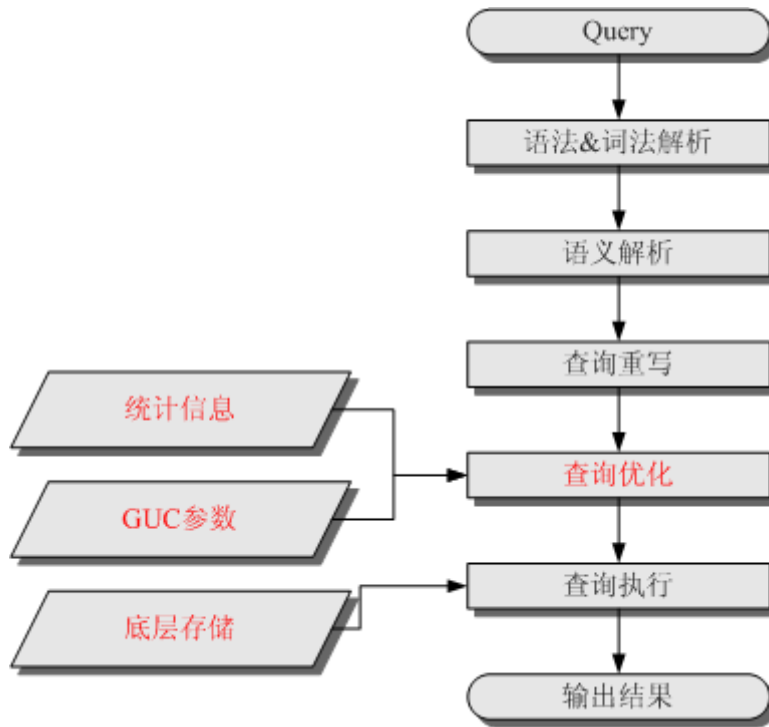 Query
语法&词法解析
语义解析
查询重写
统计信息
查询优化
GUC参数
查询执行
底层存储
输出结果